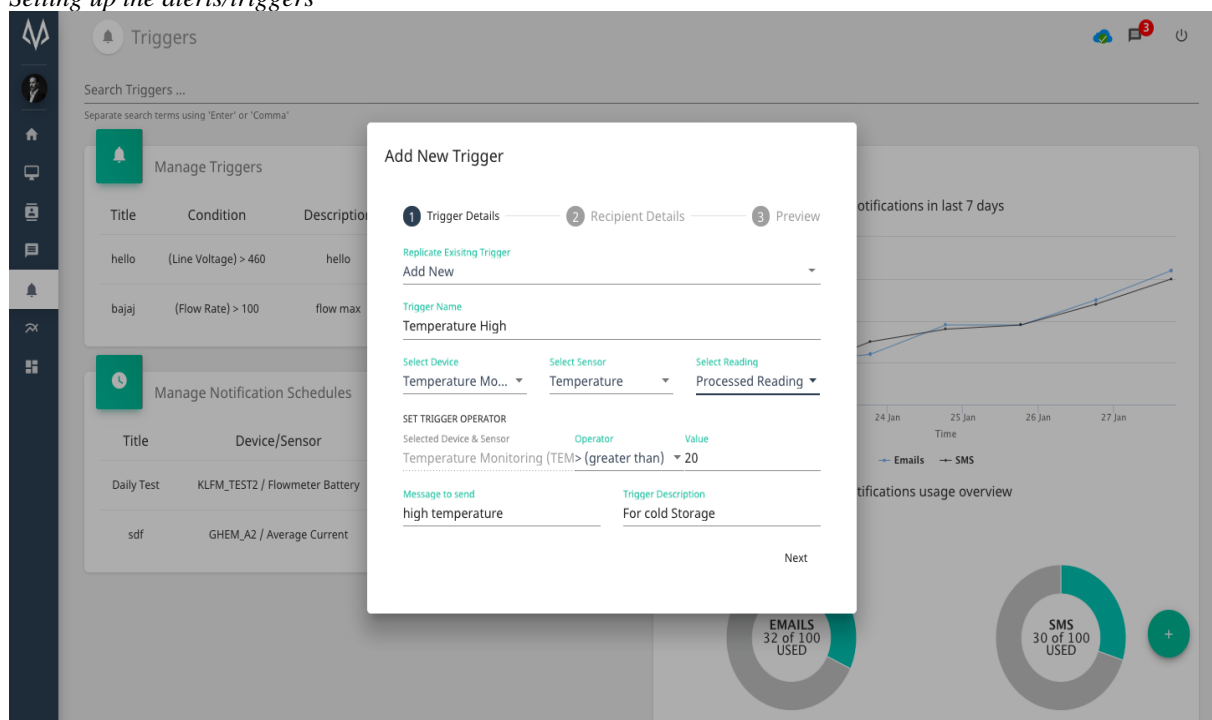 Setting up the alerts/triggers
Triggers
3
Search Triggers ...
Separate search terms using 'Enter' or 'Comma'
Manage Triggers
Title Condition Description
hello (Line Voltage) > 460 hello
bajaj (Flow Rate) > 100 flow max
Manage Notification Schedules
Title Device/Sensor
Daily Test KLFM_TEST2 / Flowmeter Battery
sdf GHEM_A2 / Average Current
Add New Trigger
1 Trigger Details 2 Recipient Details 3 Preview
Replicate Exisitng Trigger
Add New
Trigger Name
Temperature High
Select Device Select Sensor Select Reading
Temperature Mo... Temperature Processed Reading
SET TRIGGER OPERATOR
Selected Device & Sensor Operator Value
Temperature Monitoring (TEM > (greater than) 20
Message to send Trigger Description
high temperature For cold Storage
Next
otifications in last 7 days
24 Jan 25 Jan 26 Jan 27 Jan
Time
Emails SMS
tifications usage overview
EMAILS
32 of 100
USED
SMS
30 of 100
USED
+